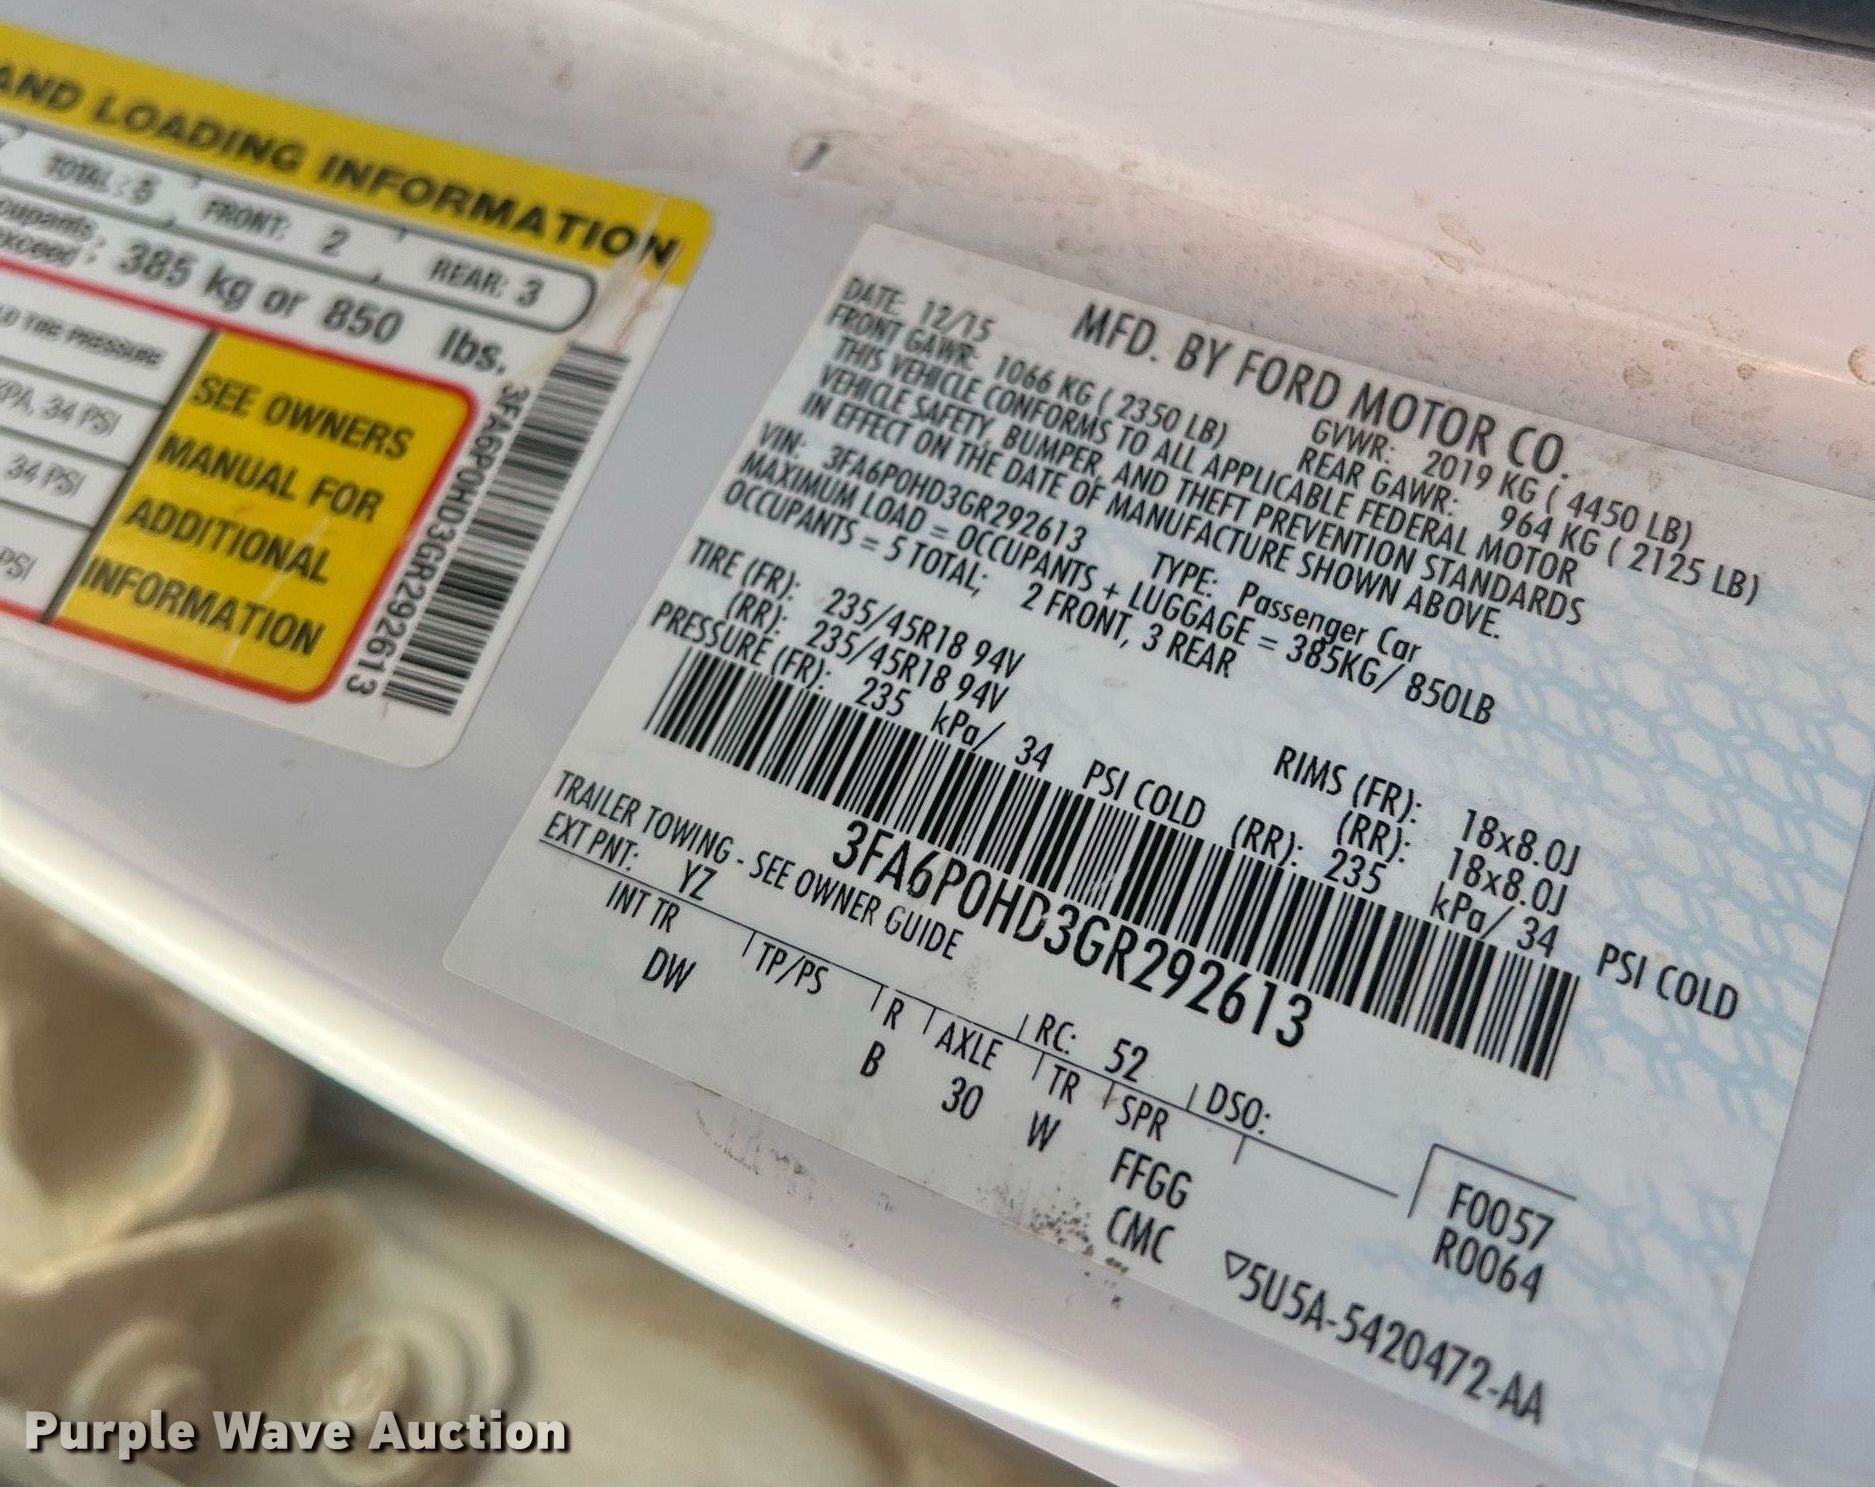 AND LOADING INFORMATION
TOTAL: 5 FRONT: 2 REAR: 3
cupants
exceed 385 kg or 850 lbs.
LD TIRE PRESSURE
KPA, 34 PSI
34 PSI
PSI
SEE OWNERS
MANUAL FOR
ADDITIONAL
INFORMATION
3FA6P0HD3GR292613
MFD. BY FORD MOTOR CO.
DATE: 12/15 GVWR: 2019 KG ( 4450 LB)
FRONT GAWR: 1066 KG ( 2350 LB) REAR GAWR: 964 KG ( 2125 LB)
THIS VEHICLE CONFORMS TO ALL APPLICABLE FEDERAL MOTOR
VEHICLE SAFETY, BUMPER, AND THEFT PREVENTION STANDARDS
IN EFFECT ON THE DATE OF MANUFACTURE SHOWN ABOVE.
VIN: 3FA6P0HD3GR292613 TYPE: Passenger Car
MAXIMUM LOAD = OCCUPANTS + LUGGAGE = 385KG/ 850LB
OCCUPANTS = 5 TOTAL; 2 FRONT, 3 REAR
TIRE (FR): 235/45R18 94V RIMS (FR): 18x8.0J
(RR): 235/45R18 94V (RR): 18x8.0J
PRESSURE (FR): 235 kPa/ 34 PSI COLD (RR): 235 kPa/ 34 PSI COLD
3FA6P0HD3GR292613
TRAILER TOWING - SEE OWNER GUIDE
EXT PNT: YZ RC: 52 DSO:
INT TR TP/PS R AXLE TR SPR
DW B 30 W FFGG
CMC
F0057
R0064
▽5U5A-5420472-AA
Purple Wave Auction